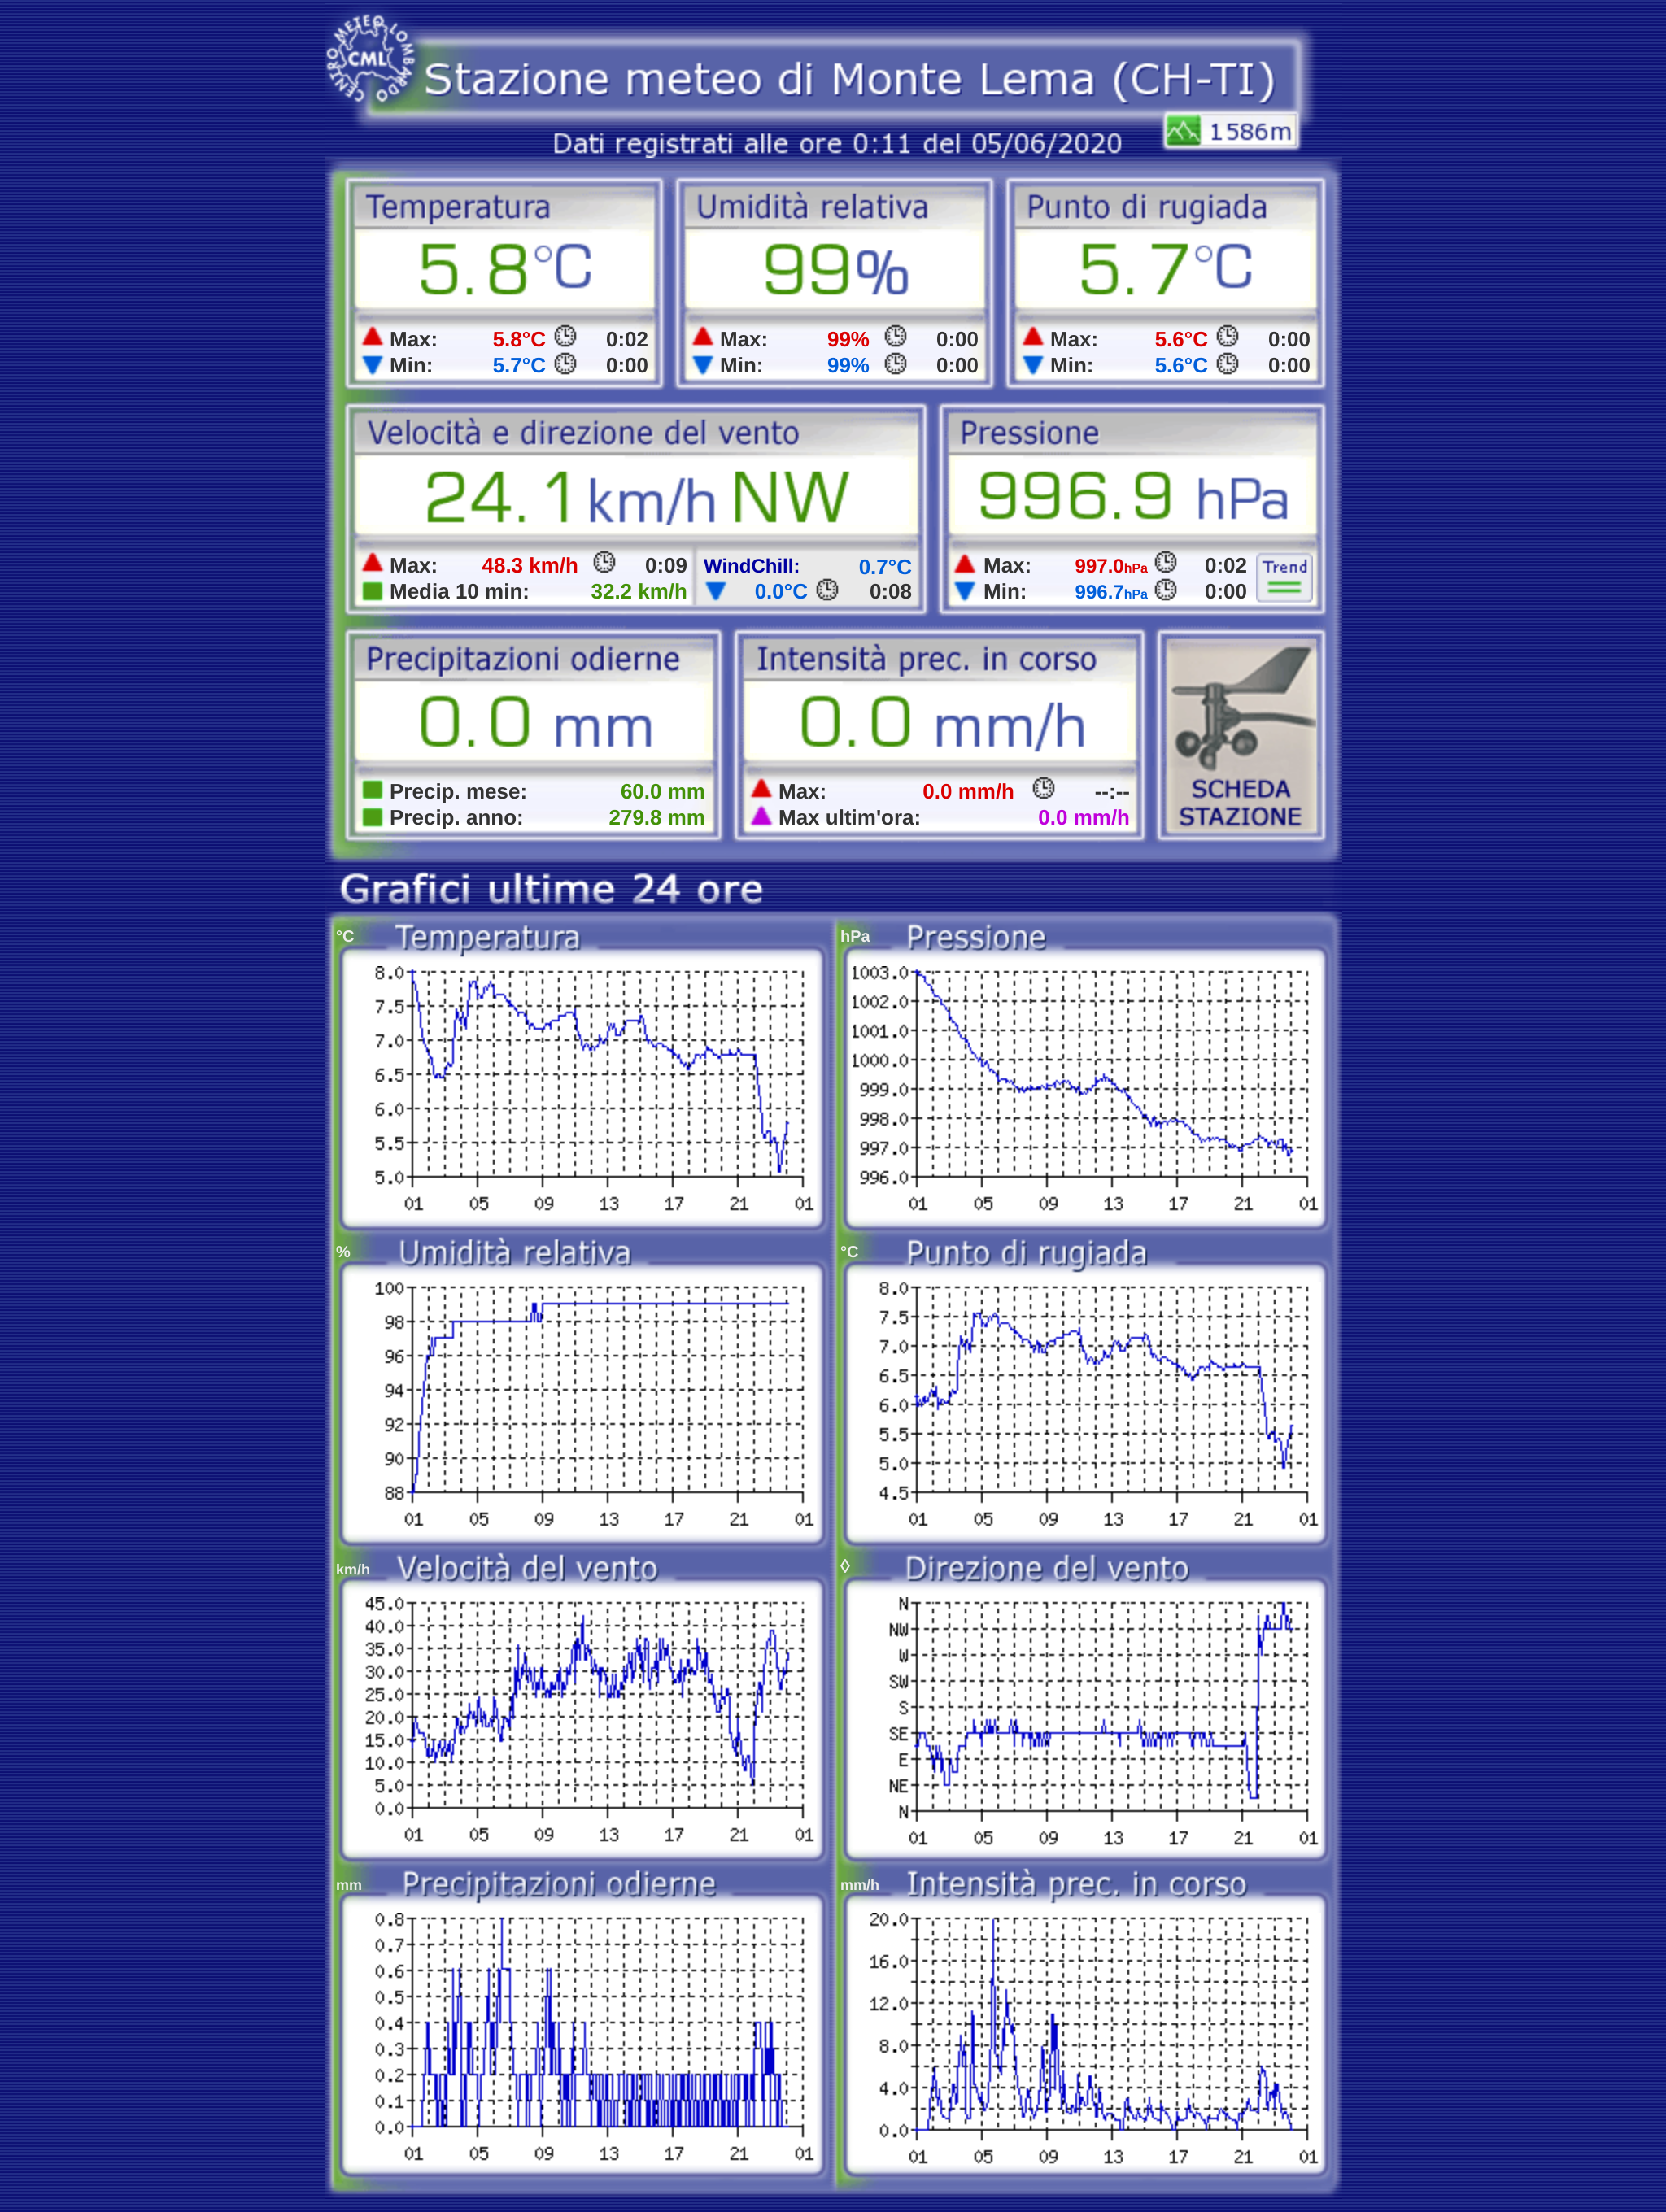 CENTRO METEO LOMBARDO
CML
Stazione meteo di Monte Lema (CH-TI)
Dati registrati alle ore 0:11 del 05/06/2020
1586m
Temperatura
5.8°C
Max: 5.8°C 0:02
Min: 5.7°C 0:00
Umidità relativa
99%
Max: 99% 0:00
Min: 99% 0:00
Punto di rugiada
5.7°C
Max: 5.6°C 0:00
Min: 5.6°C 0:00
Velocità e direzione del vento
24.1 km/h NW
Max: 48.3 km/h 0:09
Media 10 min: 32.2 km/h
WindChill: 0.7°C
0.0°C 0:08
Pressione
996.9 hPa
Max: 997.0hPa 0:02
Min: 996.7hPa 0:00
Trend
Precipitazioni odierne
0.0 mm
Precip. mese: 60.0 mm
Precip. anno: 279.8 mm
Intensità prec. in corso
0.0 mm/h
Max: 0.0 mm/h --:--
Max ultim'ora: 0.0 mm/h
SCHEDA
STAZIONE
Grafici ultime 24 ore
°C Temperatura
8.0
7.5
7.0
6.5
6.0
5.5
5.0
01 05 09 13 17 21 01
hPa Pressione
1003.0
1002.0
1001.0
1000.0
999.0
998.0
997.0
996.0
01 05 09 13 17 21 01
% Umidità relativa
100
98
96
94
92
90
88
01 05 09 13 17 21 01
°C Punto di rugiada
8.0
7.5
7.0
6.5
6.0
5.5
5.0
4.5
01 05 09 13 17 21 01
km/h Velocità del vento
45.0
40.0
35.0
30.0
25.0
20.0
15.0
10.0
5.0
0.0
01 05 09 13 17 21 01
◊ Direzione del vento
N
NW
W
SW
S
SE
E
NE
N
01 05 09 13 17 21 01
mm Precipitazioni odierne
0.8
0.7
0.6
0.5
0.4
0.3
0.2
0.1
0.0
01 05 09 13 17 21 01
mm/h Intensità prec. in corso
20.0
16.0
12.0
8.0
4.0
0.0
01 05 09 13 17 21 01